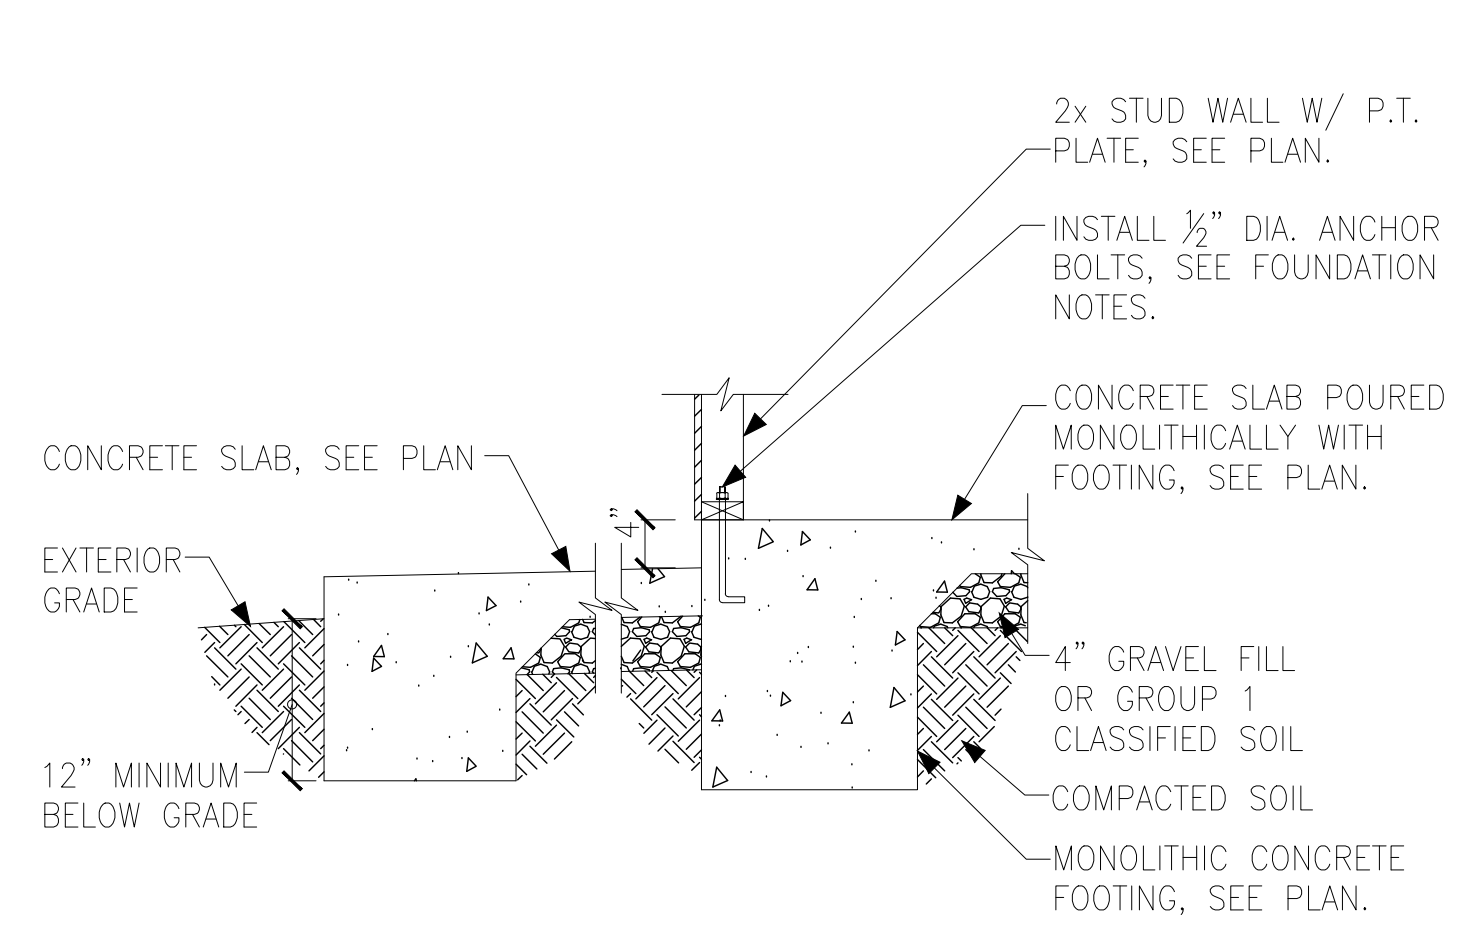 2x STUD WALL W/ P.T.
PLATE, SEE PLAN.
INSTALL ½” DIA. ANCHOR
BOLTS, SEE FOUNDATION
NOTES.
CONCRETE SLAB POURED
MONOLITHICALLY WITH
FOOTING, SEE PLAN.
CONCRETE SLAB, SEE PLAN
4”
EXTERIOR
GRADE
4” GRAVEL FILL
OR GROUP 1
CLASSIFIED SOIL
12” MINIMUM
BELOW GRADE
COMPACTED SOIL
MONOLITHIC CONCRETE
FOOTING, SEE PLAN.